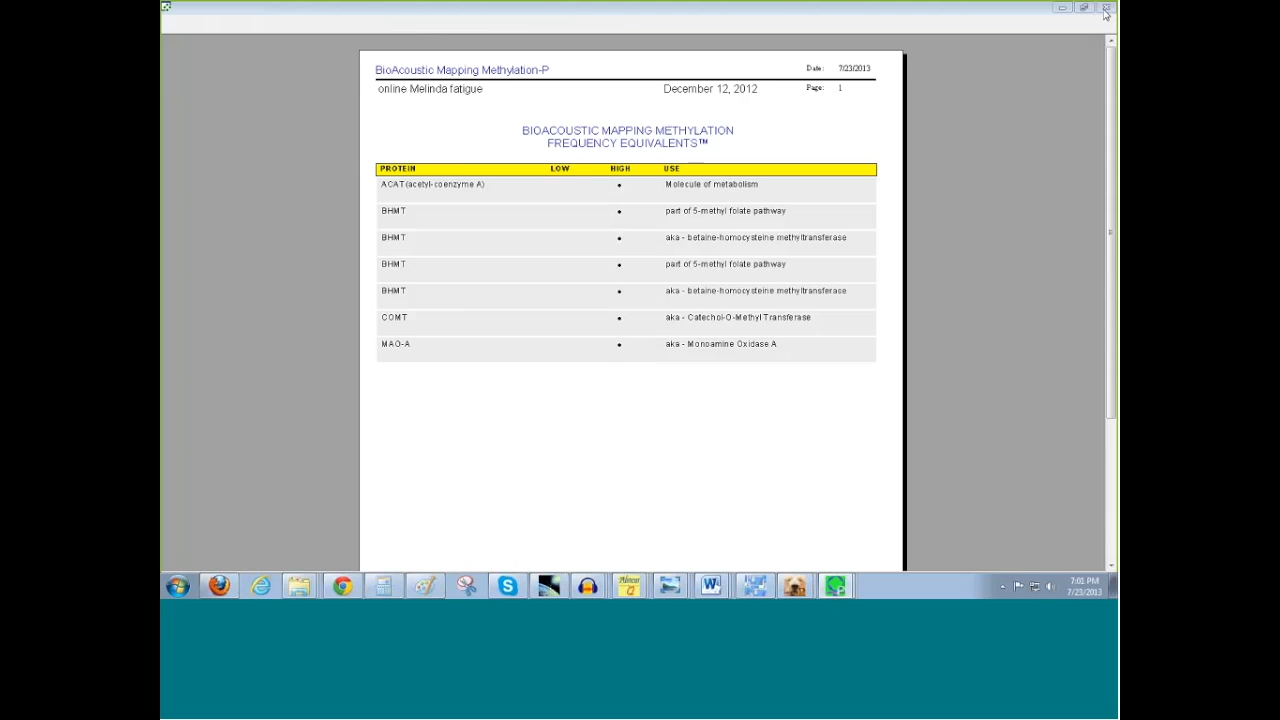 BioAcoustic Mapping Methylation-P
Date: 7/23/2013
online Melinda fatigue December 12, 2012 Page: 1
BIOACOUSTIC MAPPING METHYLATION
FREQUENCY EQUIVALENTS™
PROTEIN LOW HIGH USE
ACAT(acetyl-coenzyme A) • Molecule of metabolism
BHMT • part of 5-methyl folate pathway
BHMT • aka - betaine-homocysteine methyltransferase
BHMT • part of 5-methyl folate pathway
BHMT • aka - betaine-homocysteine methyltransferase
COMT • aka - Catechol-O-Methyl Transferase
MAO-A • aka - Monoamine Oxidase A
7:01 PM
7/23/2013